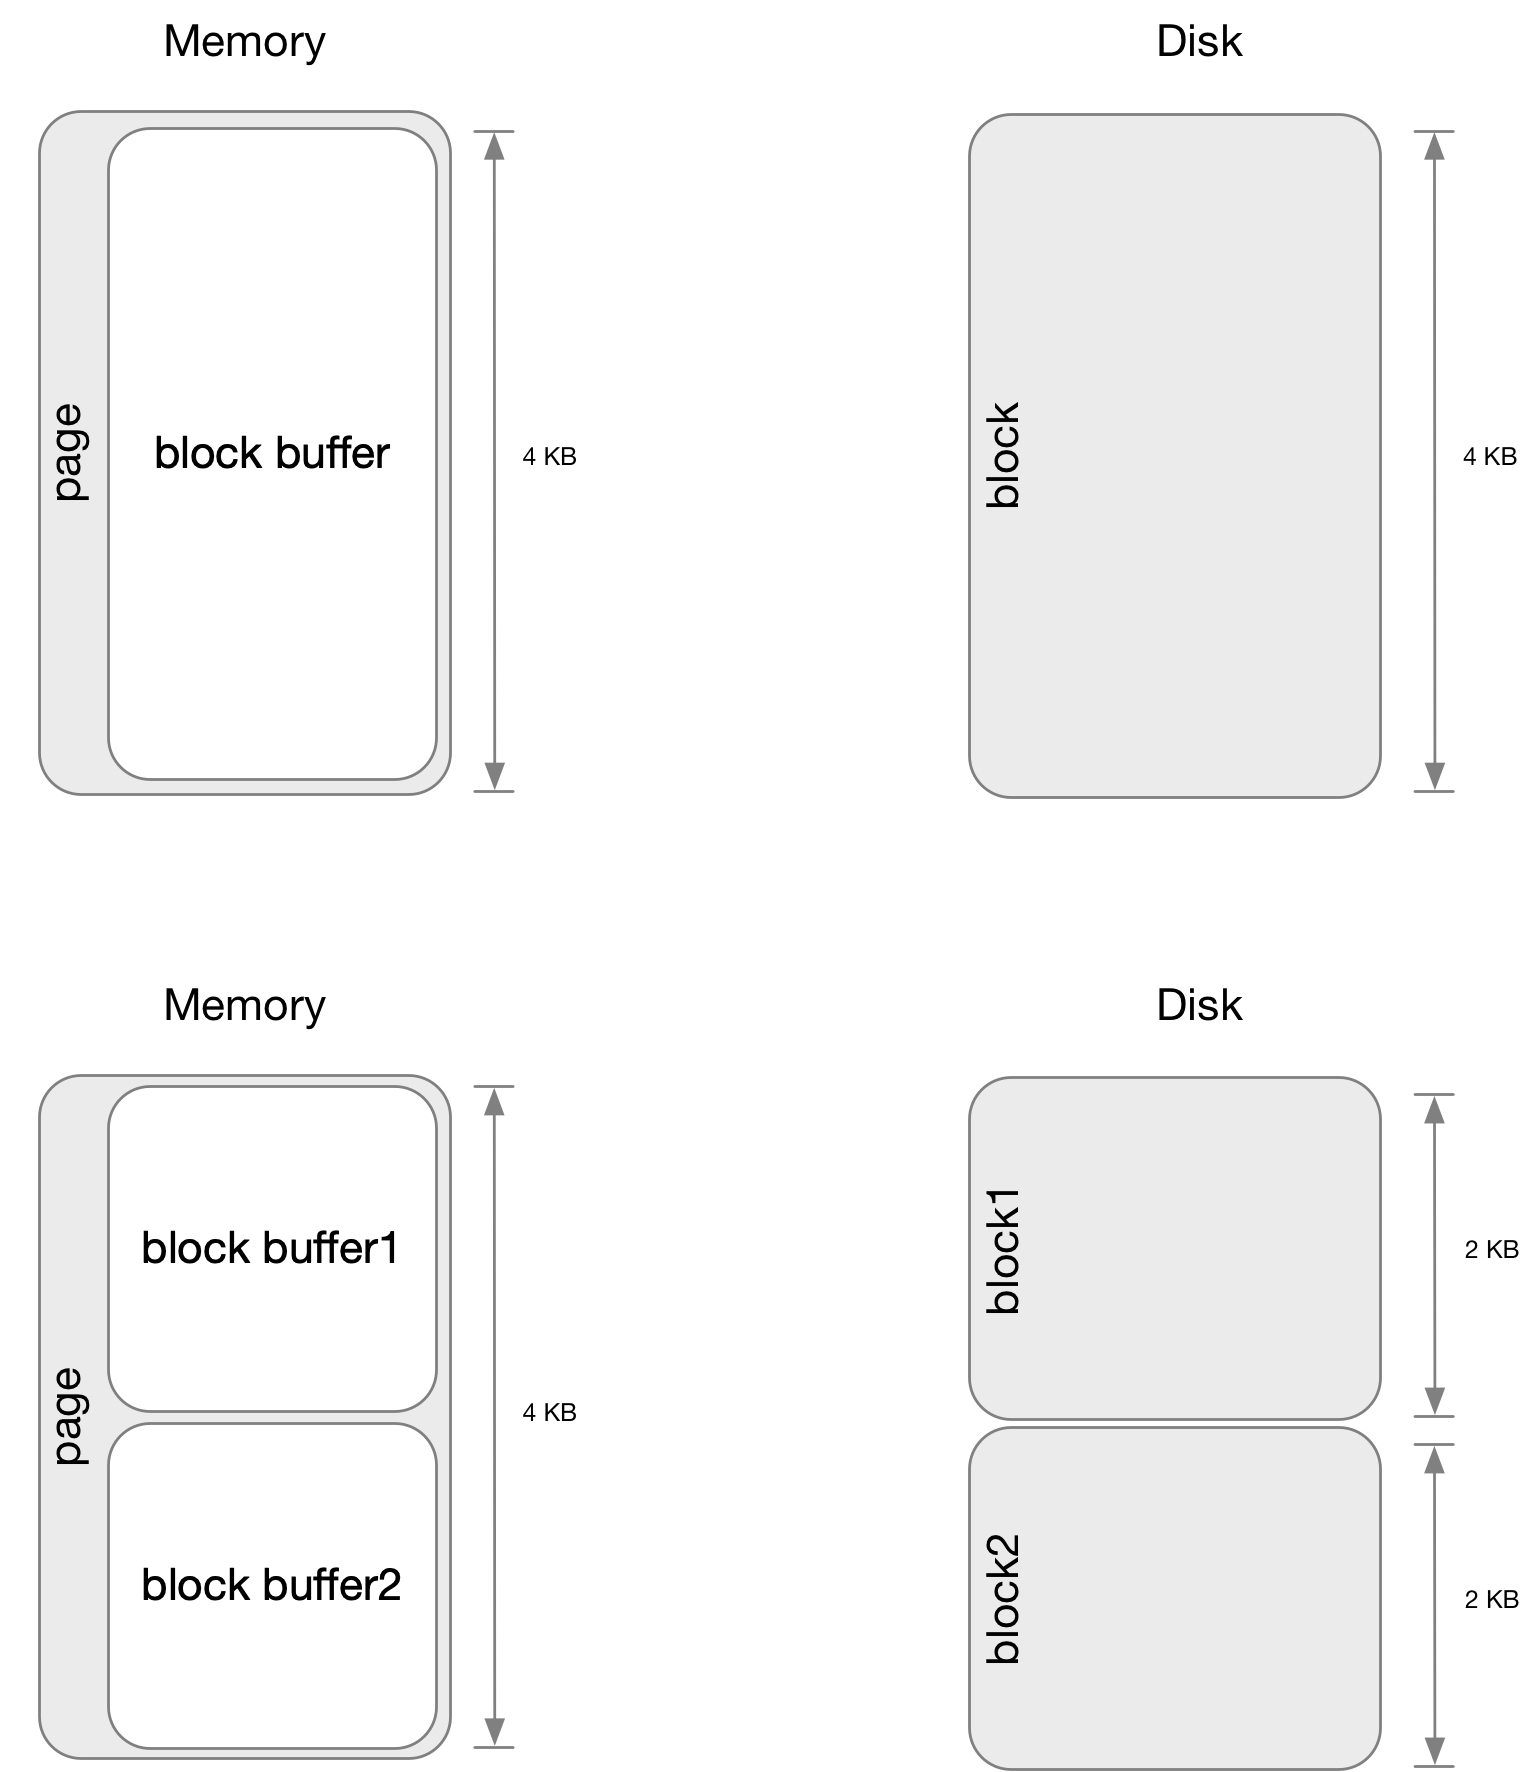 Memory
Disk
page
block buffer
4 KB
block
4 KB
Memory
Disk
page
block buffer1
block buffer2
4 KB
block1
2 KB
block2
2 KB